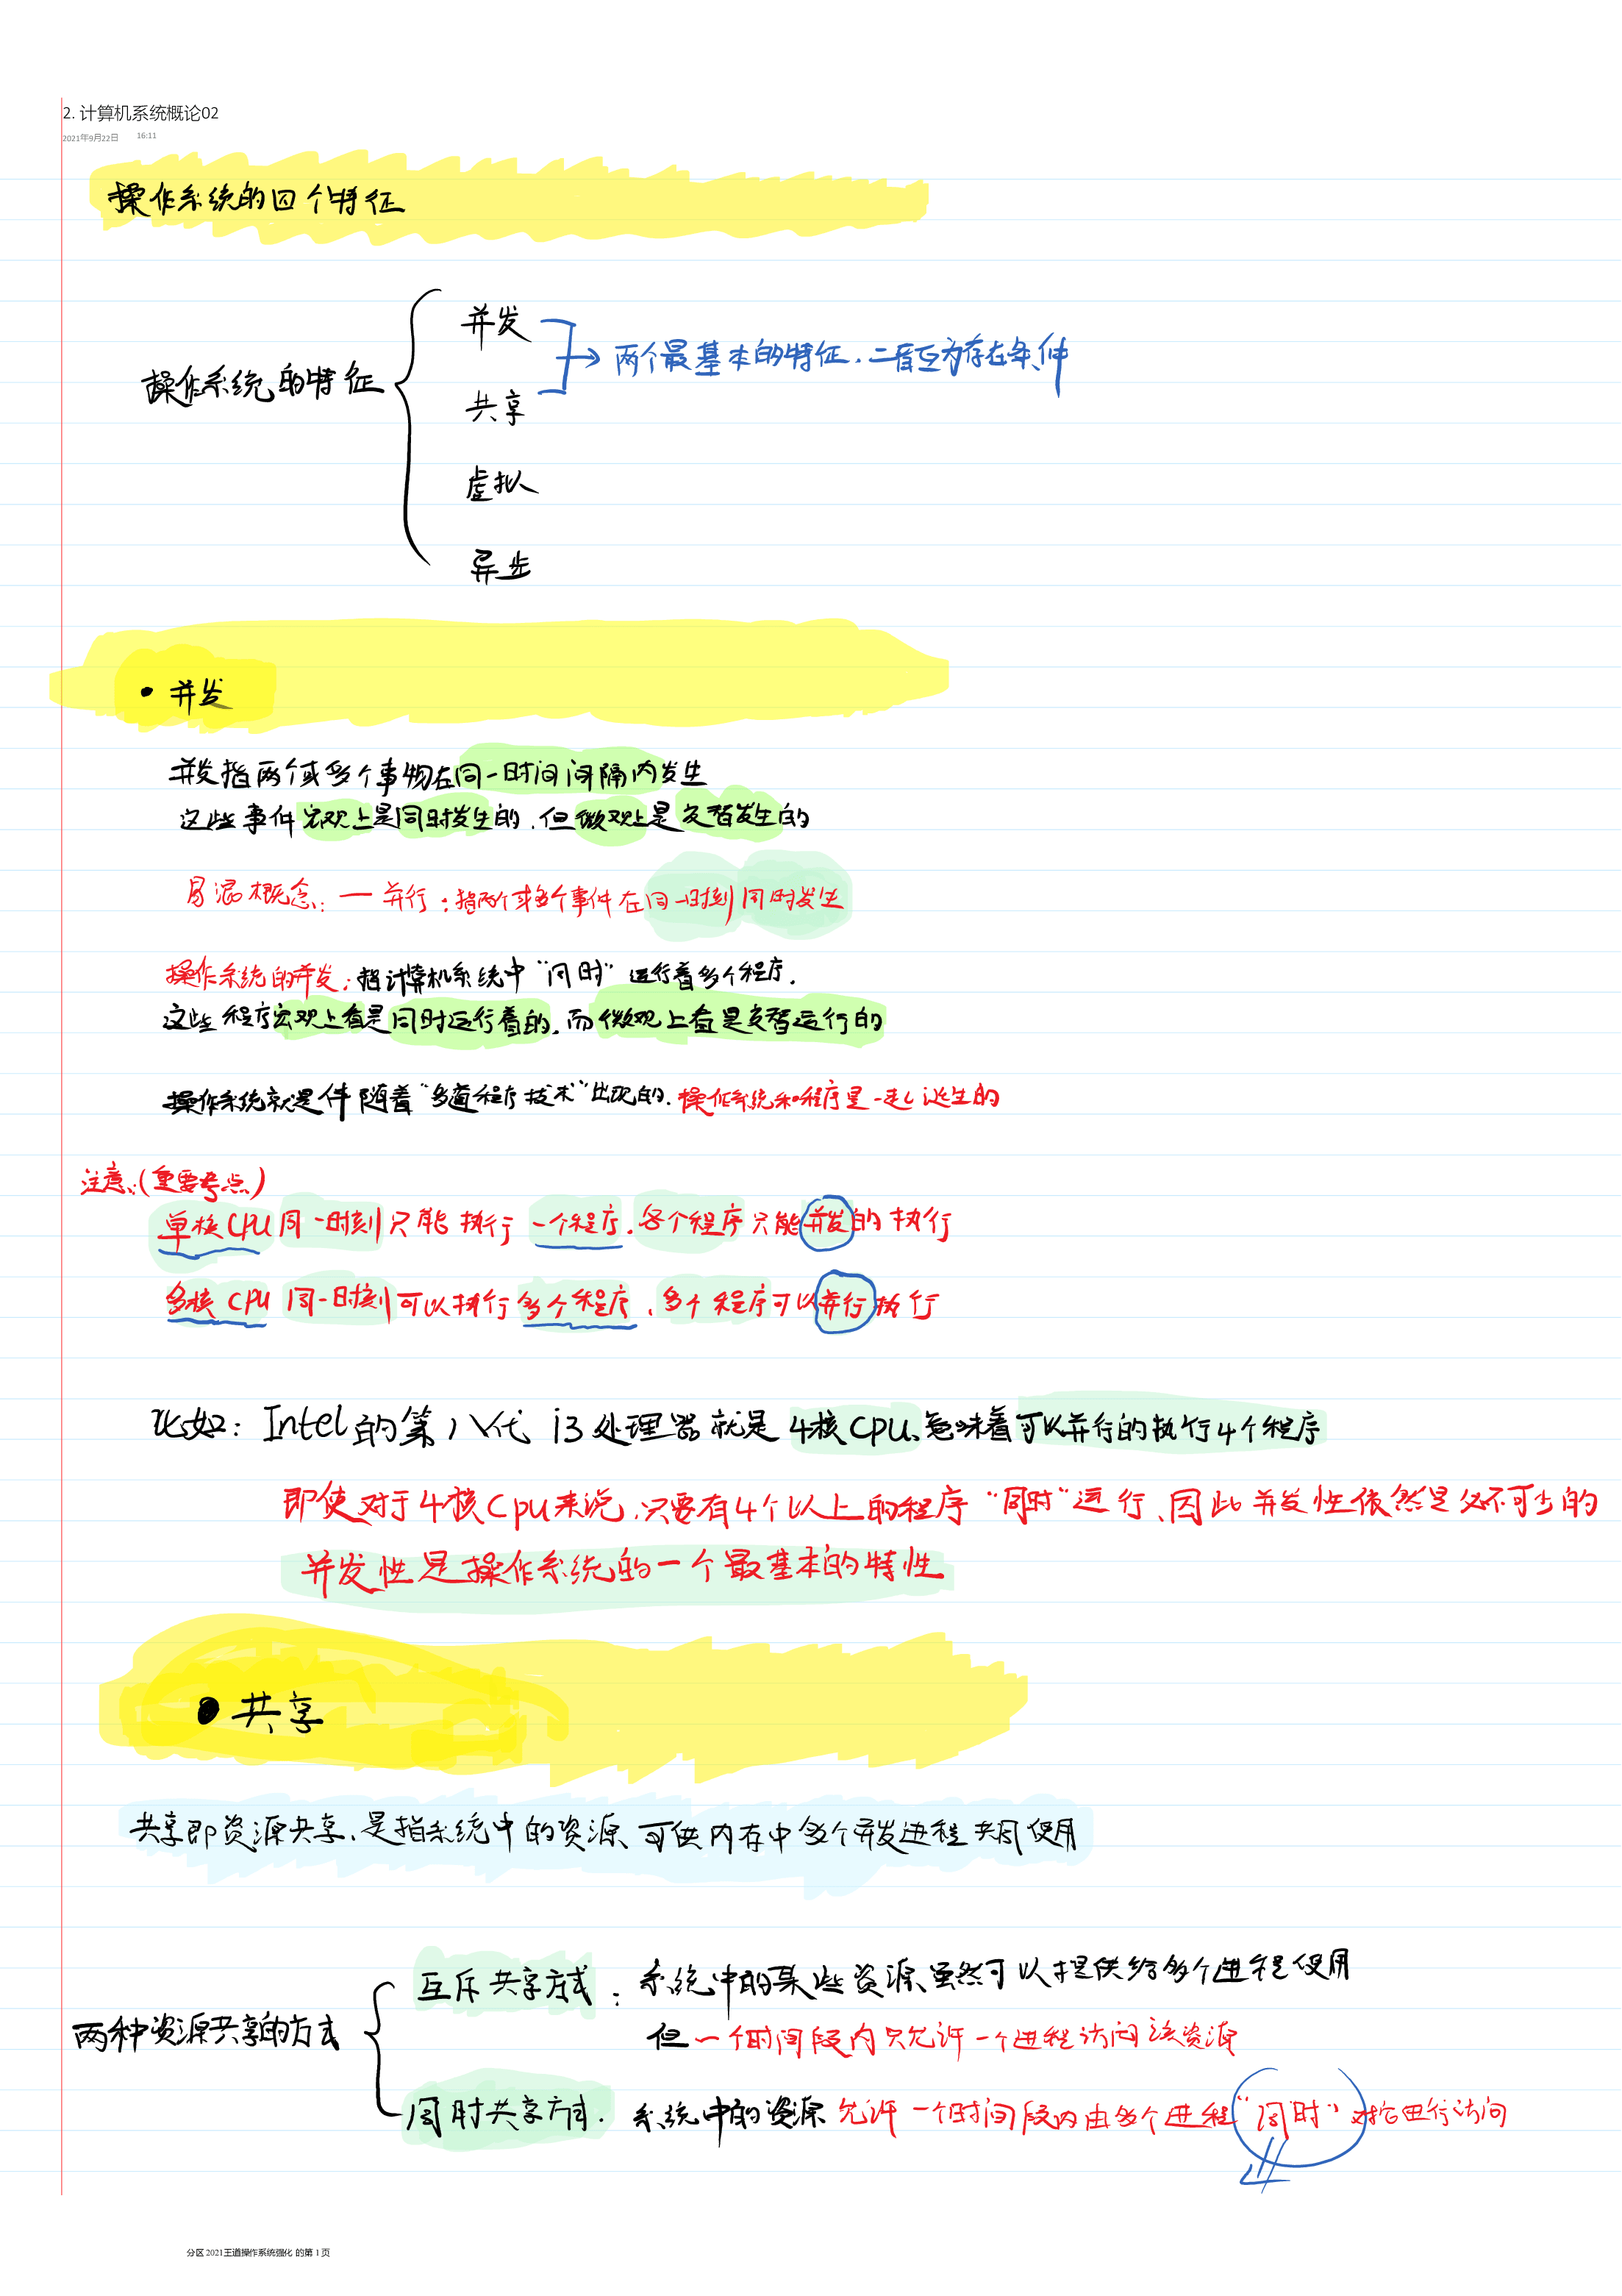 2. 计算机系统概论02
2021年9月22日 16:11
操作系统的四个特征
操作系统的特征
并发
共享
虚拟
异步
两个最基本的特征，二者互为存在条件
• 并发
并发指两个或多个事物在同一时间间隔内发生
这些事件宏观上是同时发生的，但微观上是交替发生的
易混概念：— 并行：指两个或多个事件在同一时刻同时发生
操作系统的并发：指计算机系统中“同时”运行着多个程序.
这些程序宏观上看是同时运行着的，而微观上看是交替运行的
操作系统就是伴随着“多道程序技术”出现的.操作系统和程序是一起诞生的
注意：(重要考点)
单核CPU同一时刻只能执行一个程序.各个程序只能并发的执行
多核CPU同一时刻可以执行多个程序、多个程序可以并行执行
比如：Intel的第八代 i3处理器就是4核CPU、意味着可以并行的执行4个程序
即使对于4核Cpu来说，只要有4个以上的程序“同时”运行、因此并发性依然是必不可少的
并发性是操作系统的一个最基本的特性
• 共享
共享即资源共享、是指系统中的资源、可供内存中多个并发进程共同使用
两种资源共享的方式
互斥共享方式：系统中的某些资源、虽然可以提供给多个进程使用
但一个时间段内只允许一个进程访问该资源
同时共享方式．系统中的资源允许一个时间段内由多个进程“同时”对它进行访问
分区 2021王道操作系统强化 的第 1 页